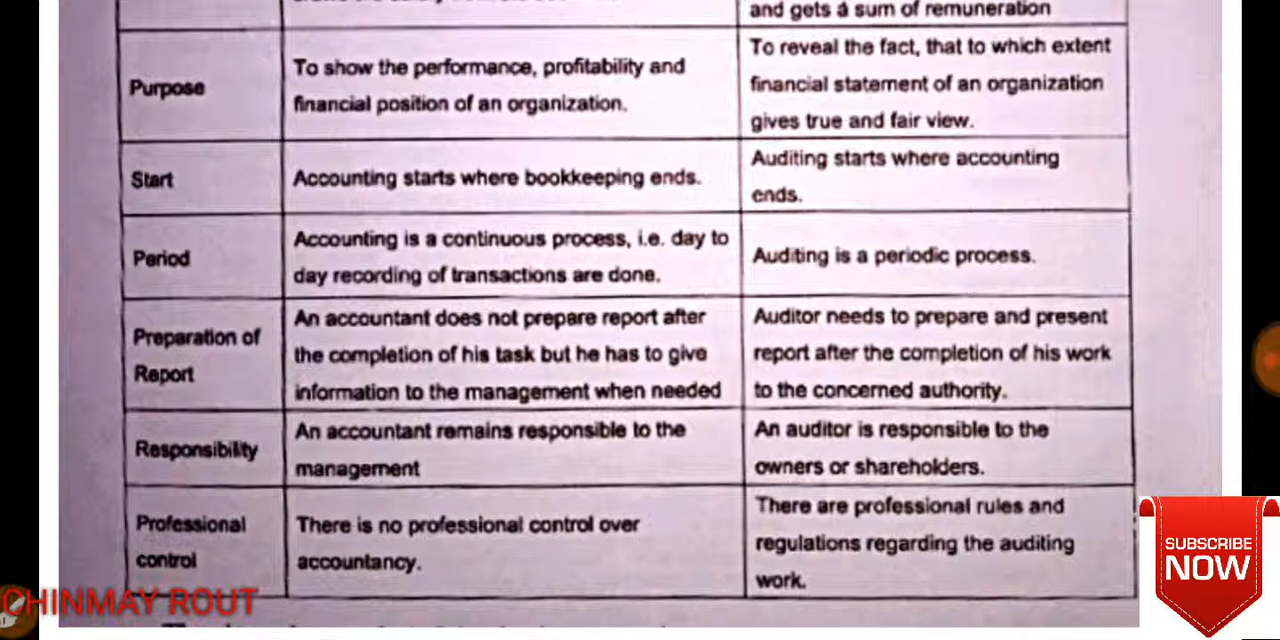 and gets a sum of remuneration
Purpose
To show the performance, profitability and
financial position of an organization.
To reveal the fact, that to which extent
financial statement of an organization
gives true and fair view.
Start
Accounting starts where bookkeeping ends.
Auditing starts where accounting
ends.
Period
Accounting is a continuous process, i.e. day to
day recording of transactions are done.
Auditing is a periodic process.
Preparation of
Report
An accountant does not prepare report after
the completion of his task but he has to give
information to the management when needed
Auditor needs to prepare and present
report after the completion of his work
to the concerned authority.
Responsibility
An accountant remains responsible to the
management
An auditor is responsible to the
owners or shareholders.
Professional
control
There is no professional control over
accountancy.
There are professional rules and
regulations regarding the auditing
work.
CHINMAY ROUT
SUBSCRIBE
NOW